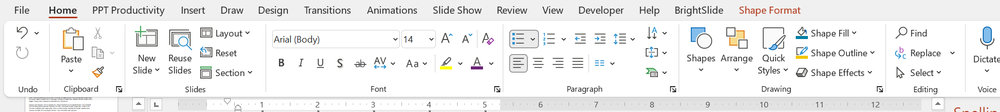 File Home PPT Productivity Insert Draw Design Transitions Animations Slide Show Review View Developer Help BrightSlide Shape Format
Paste
New Slide
Reuse Slides
Layout
Reset
Section
Arial (Body) 14
B I U S ab AV Aa A
Shapes
Arrange
Quick Styles
Shape Fill
Shape Outline
Shape Effects
Find
Replace
Select
Dictate
Undo Clipboard Slides Font Paragraph Drawing Editing Voice
1 2 3 4 5 6 7 8 9 10 11 12